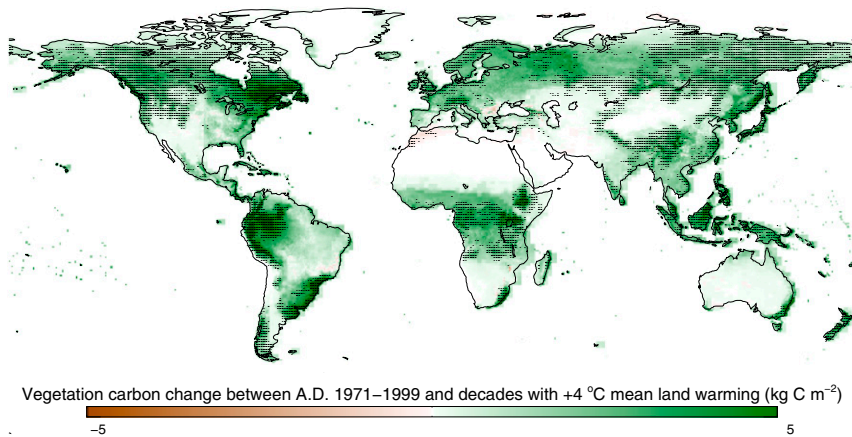 Vegetation carbon change between A.D. 1971−1999 and decades with +4 °C mean land warming (kg C m⁻²)
−5 5